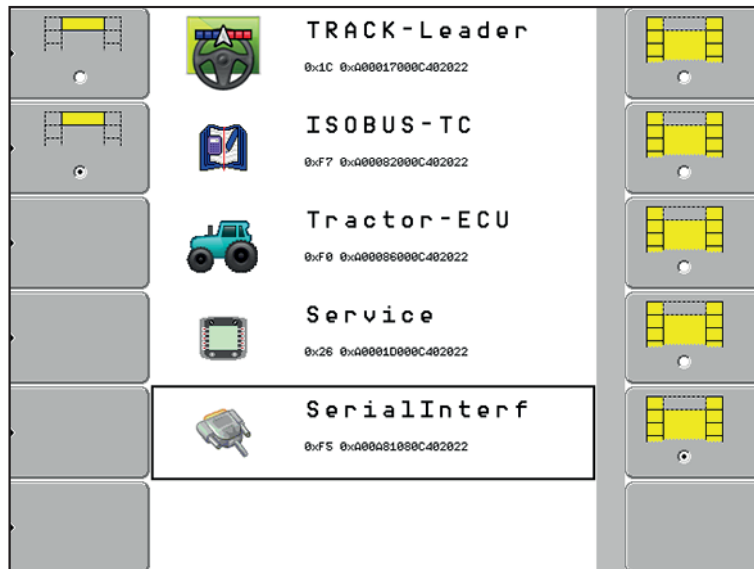 TRACK-Leader
0x1C 0xA00017000C402022
ISOBUS-TC
0xF7 0xA00082000C402022
Tractor-ECU
0xF0 0xA00086000C402022
Service
0x26 0xA0001D000C402022
SerialInterf
0xF5 0xA00A81080C402022